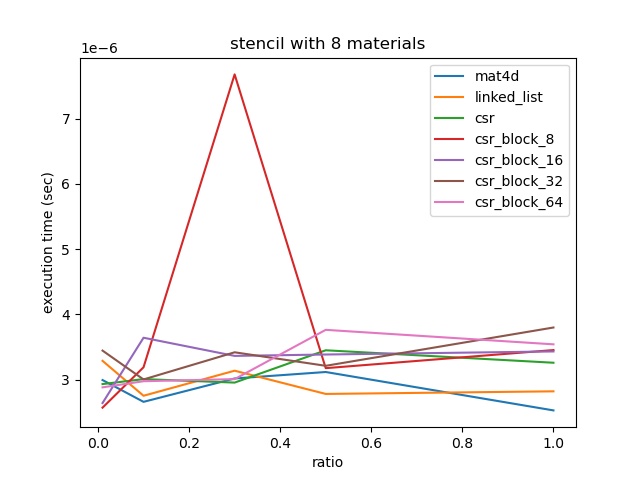 stencil with 8 materials
1e−6
7
6
5
4
3
execution time (sec)
0.0 0.2 0.4 0.6 0.8 1.0
ratio
mat4d
linked_list
csr
csr_block_8
csr_block_16
csr_block_32
csr_block_64